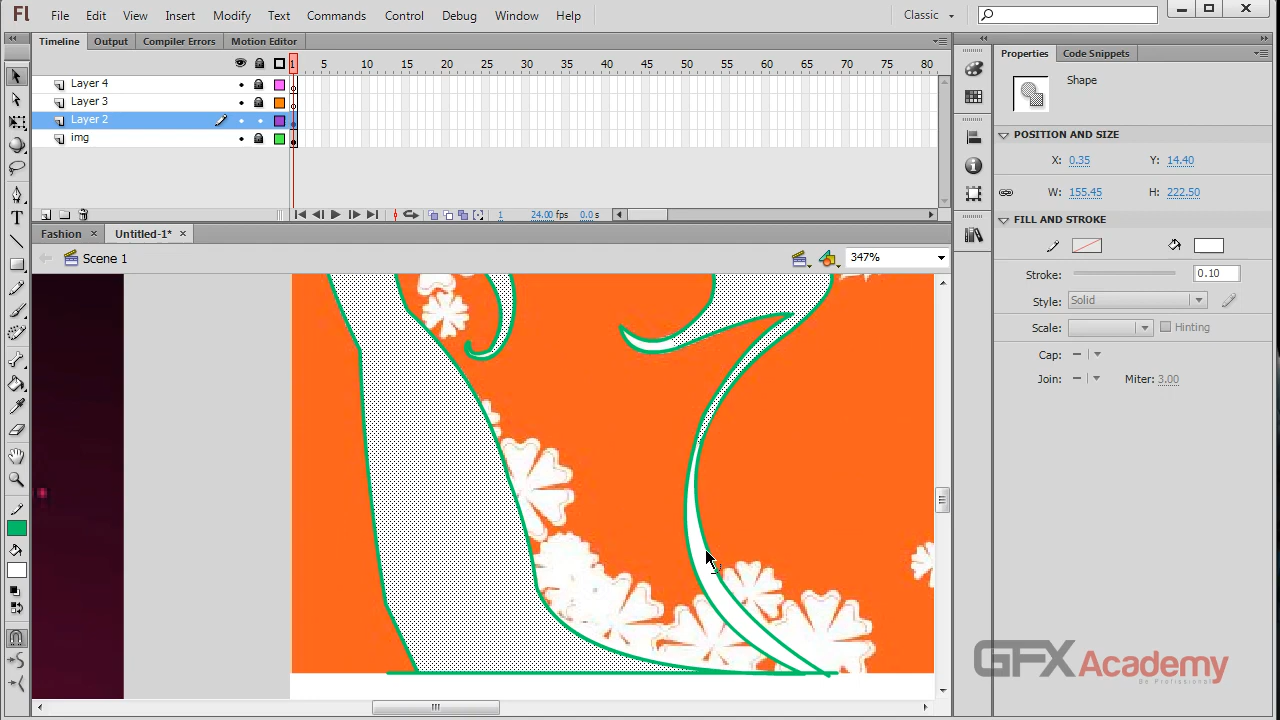 Fl File Edit View Insert Modify Text Commands Control Debug Window Help Classic
Timeline Output Compiler Errors Motion Editor
1 5 10 15 20 25 30 35 40 45 50 55 60 65 70 75 80
Layer 4
Layer 3
Layer 2
img
1 24.00 fps 0.0 s
Fashion × Untitled-1* ×
Scene 1 347%
Properties Code Snippets
Shape
POSITION AND SIZE
X: 0.35 Y: 14.40
W: 155.45 H: 222.50
FILL AND STROKE
Stroke: 0.10
Style: Solid
Scale: Hinting
Cap:
Join: Miter: 3.00
T
GFX Academy
Be Professional